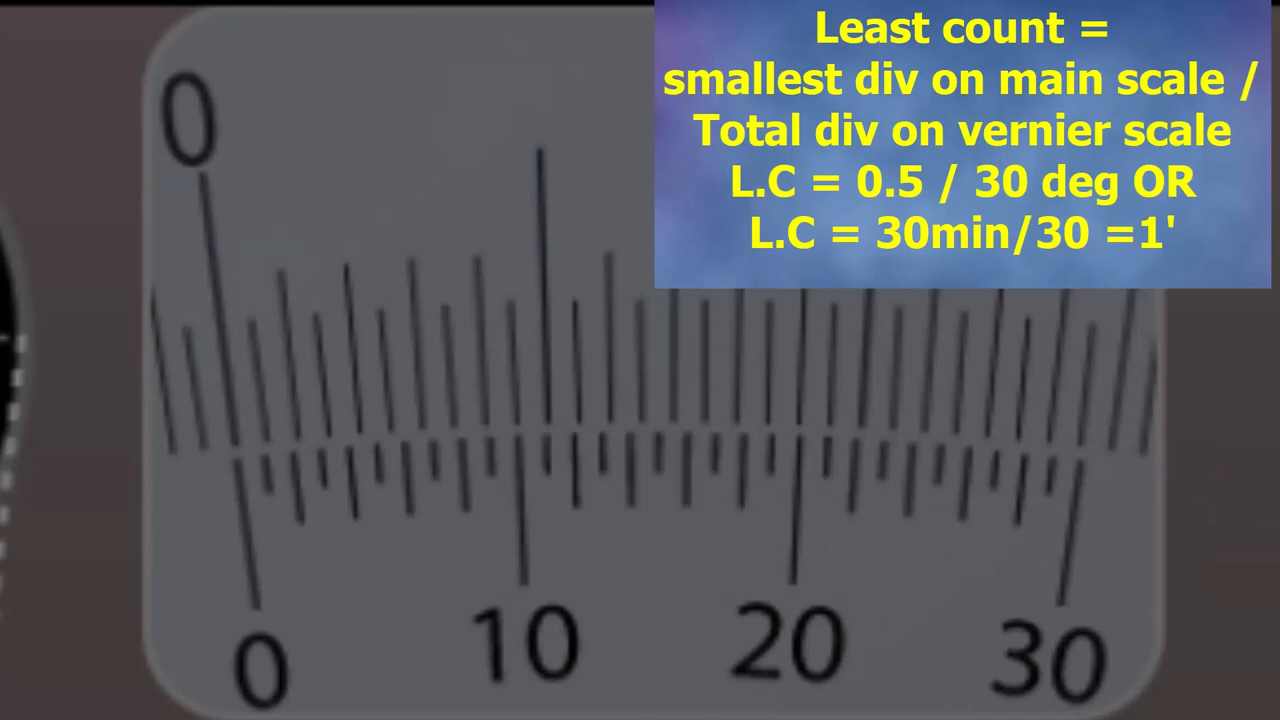 Least count =
smallest div on main scale /
Total div on vernier scale
L.C = 0.5 / 30 deg OR
L.C = 30min/30 =1'
0
0 10 20 30